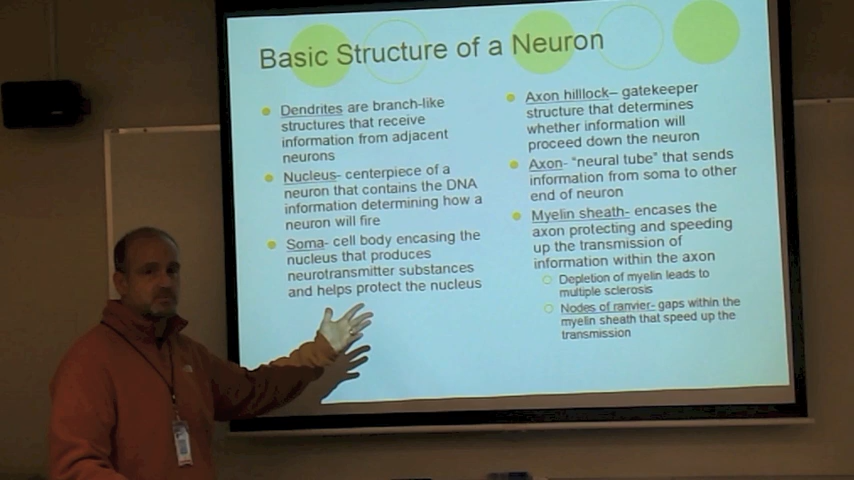 Basic Structure of a Neuron
Dendrites are branch-like
structures that receive
information from adjacent
neurons
Nucleus- centerpiece of a
neuron that contains the DNA
information determining how a
neuron will fire
Soma- cell body encasing the
nucleus that produces
neurotransmitter substances
and helps protect the nucleus
Axon hilllock– gatekeeper
structure that determines
whether information will
proceed down the neuron
Axon- “neural tube” that sends
information from soma to other
end of neuron
Myelin sheath- encases the
axon protecting and speeding
up the transmission of
information within the axon
Depletion of myelin leads to
multiple sclerosis
Nodes of ranvier- gaps within the
myelin sheath that speed up the
transmission